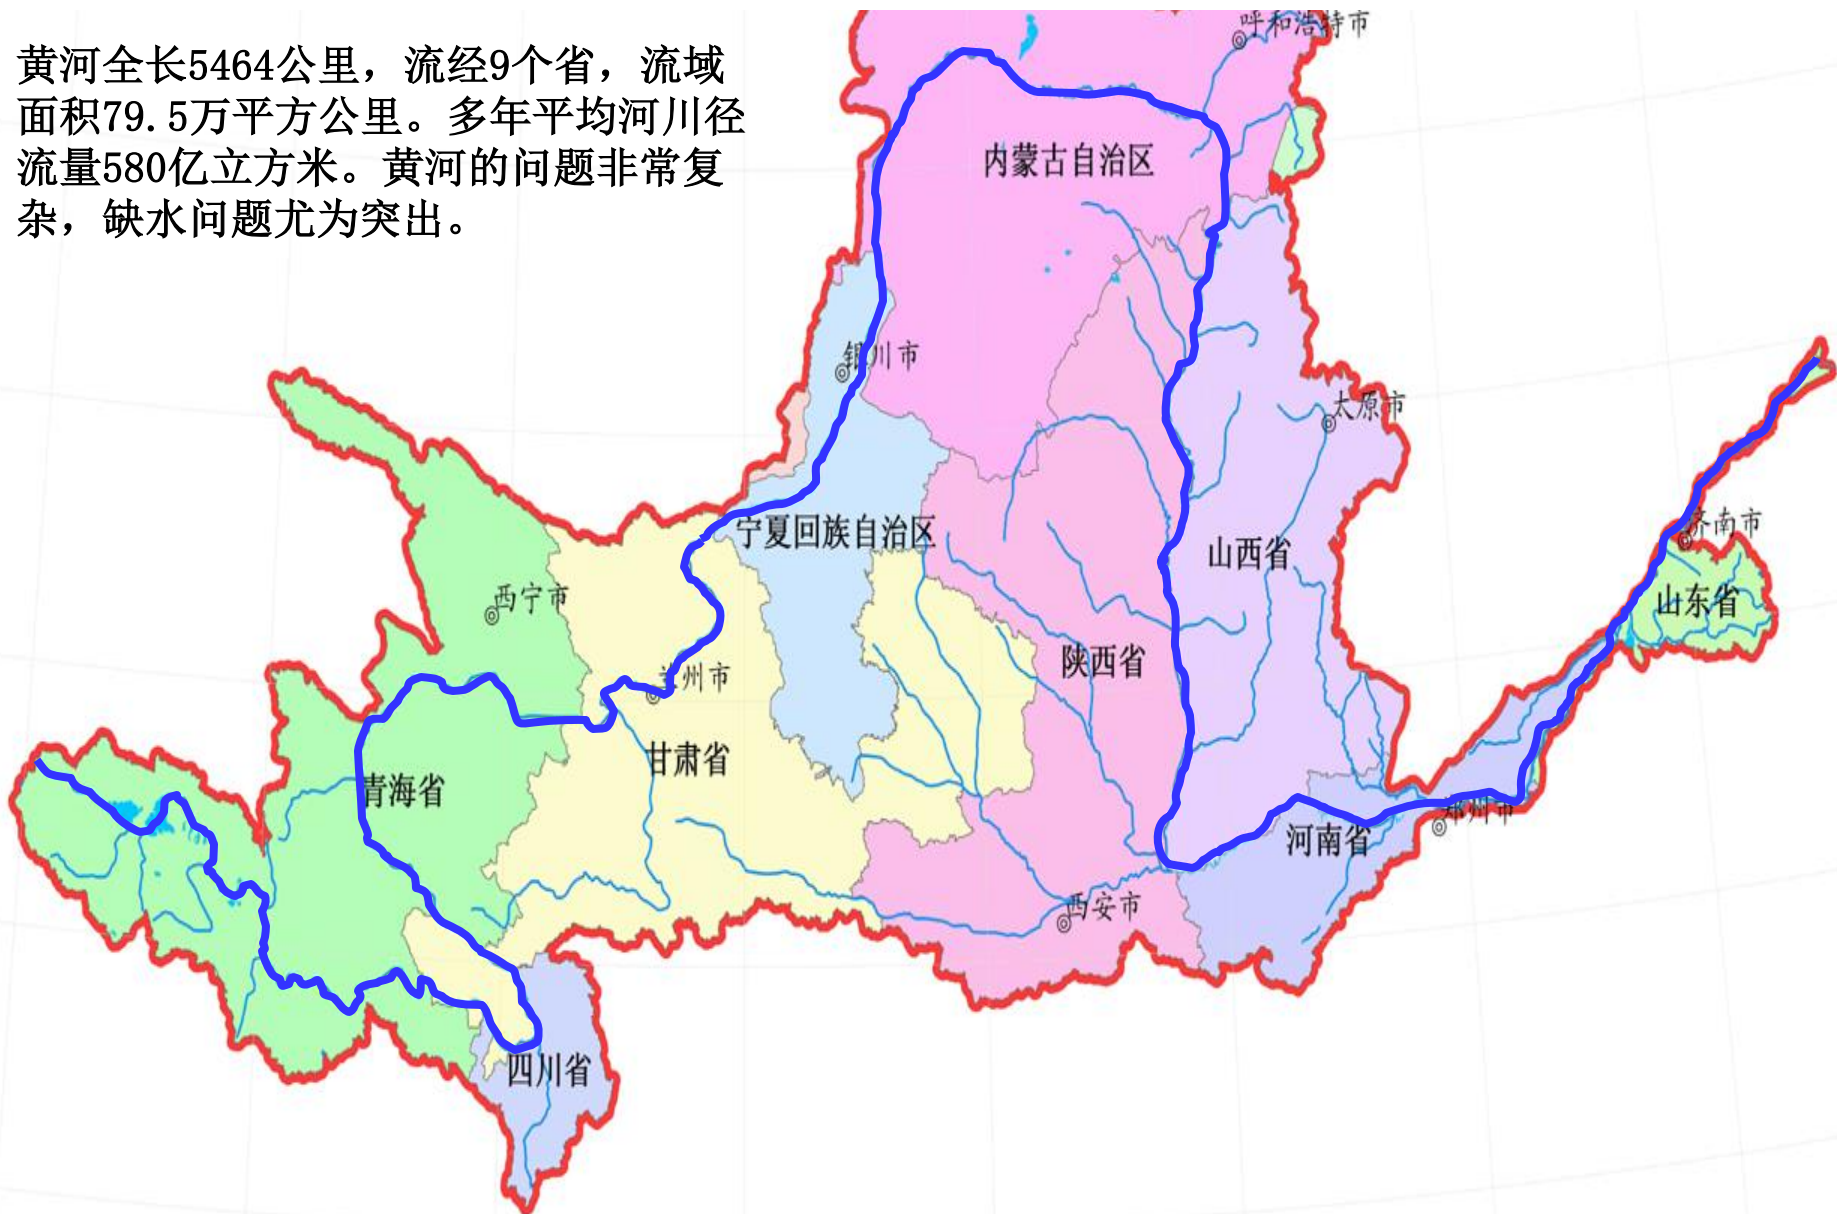 黄河全长5464公里，流经9个省，流域
面积79.5万平方公里。多年平均河川径
流量580亿立方米。黄河的问题非常复
杂，缺水问题尤为突出。
呼和浩特市
内蒙古自治区
银川市
太原市
济南市
宁夏回族自治区
山西省
西宁市
山东省
陕西省
兰州市
甘肃省
青海省
郑州市
河南省
西安市
四川省